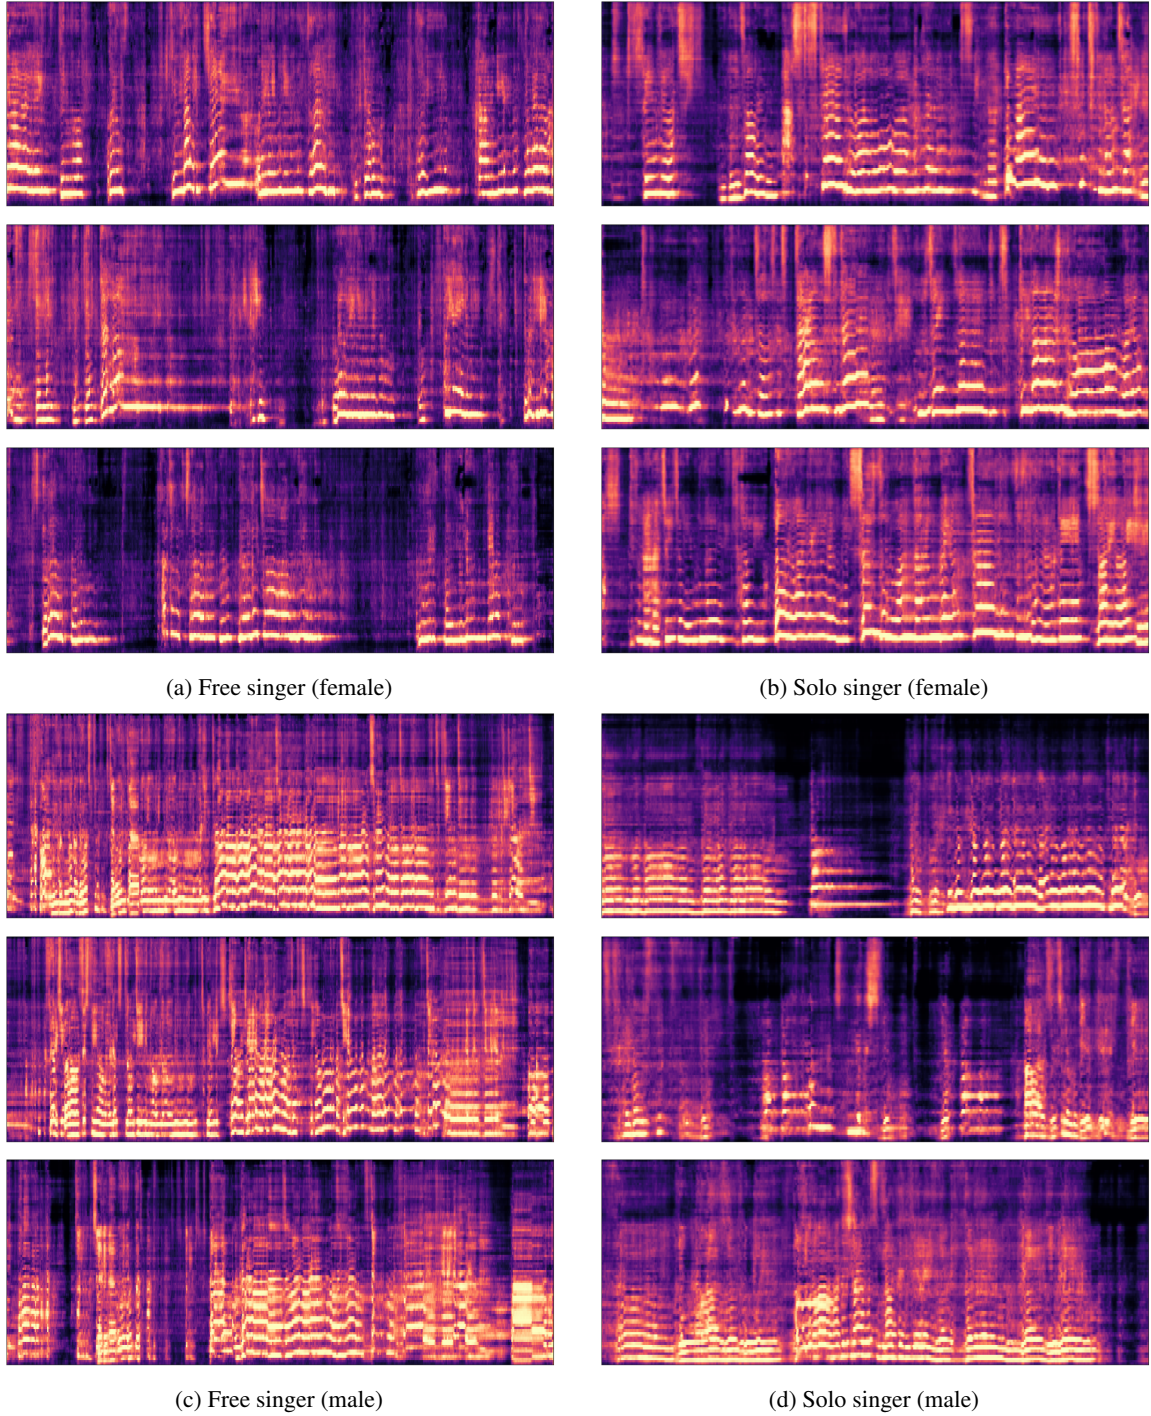 (a) Free singer (female)
(b) Solo singer (female)
(c) Free singer (male)
(d) Solo singer (male)